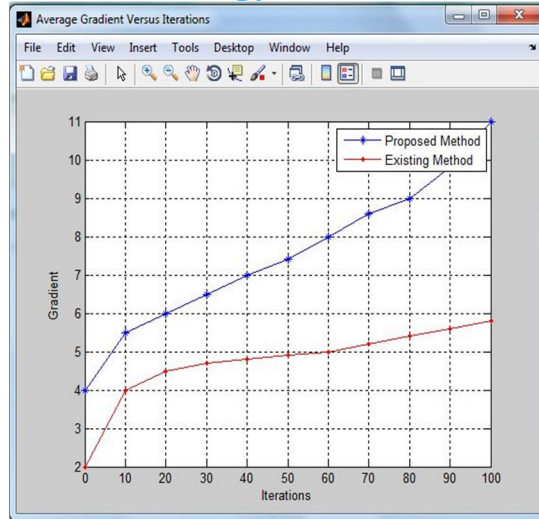 Average Gradient Versus Iterations
File Edit View Insert Tools Desktop Window Help
Proposed Method
Existing Method
11
10
9
8
7
6
5
4
3
2
Gradient
0 10 20 30 40 50 60 70 80 90 100
Iterations